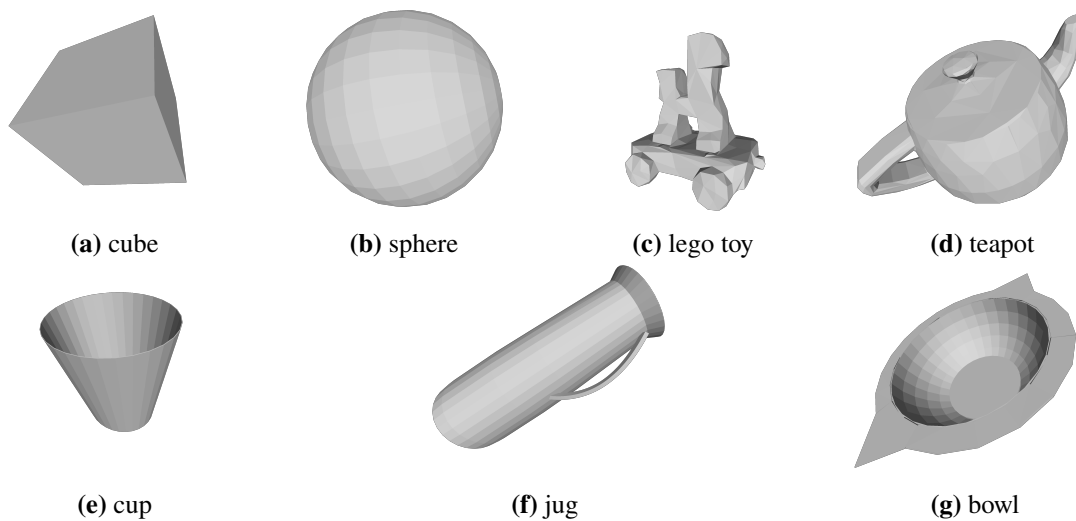 (a) cube
(b) sphere
(c) lego toy
(d) teapot
(e) cup
(f) jug
(g) bowl